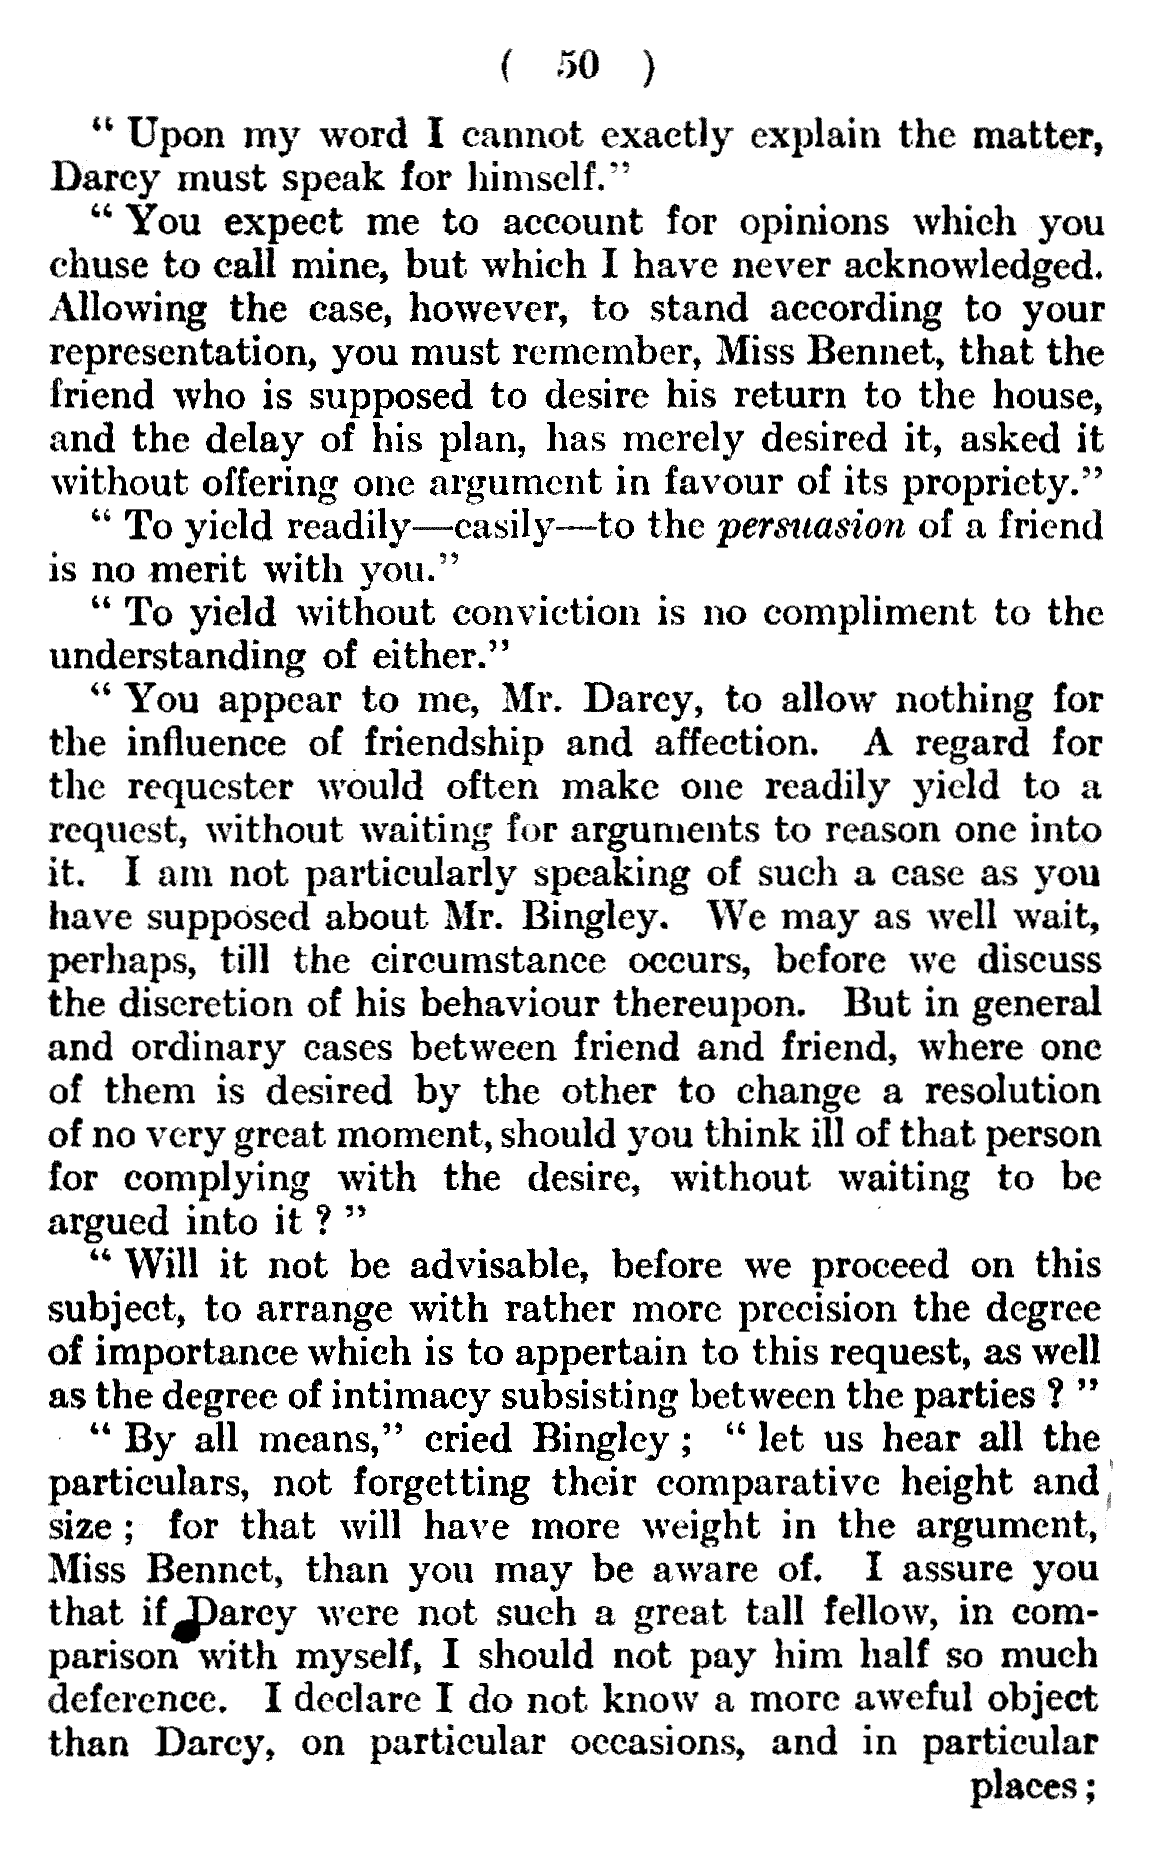 ( 50 )
“ Upon my word I cannot exactly explain the matter,
Darcy must speak for himself.”
“ You expect me to account for opinions which you
chuse to call mine, but which I have never acknowledged.
Allowing the case, however, to stand according to your
representation, you must remember, Miss Bennet, that the
friend who is supposed to desire his return to the house,
and the delay of his plan, has merely desired it, asked it
without offering one argument in favour of its propriety.”
“ To yield readily—easily—to the persuasion of a friend
is no merit with you.”
“ To yield without conviction is no compliment to the
understanding of either.”
“ You appear to me, Mr. Darcy, to allow nothing for
the influence of friendship and affection. A regard for
the requester would often make one readily yield to a
request, without waiting for arguments to reason one into
it. I am not particularly speaking of such a case as you
have supposed about Mr. Bingley. We may as well wait,
perhaps, till the circumstance occurs, before we discuss
the discretion of his behaviour thereupon. But in general
and ordinary cases between friend and friend, where one
of them is desired by the other to change a resolution
of no very great moment, should you think ill of that person
for complying with the desire, without waiting to be
argued into it ? ”
“ Will it not be advisable, before we proceed on this
subject, to arrange with rather more precision the degree
of importance which is to appertain to this request, as well
as the degree of intimacy subsisting between the parties ? ”
“ By all means,” cried Bingley ; “ let us hear all the
particulars, not forgetting their comparative height and
size ; for that will have more weight in the argument,
Miss Bennet, than you may be aware of. I assure you
that if Darcy were not such a great tall fellow, in com-
parison with myself, I should not pay him half so much
deference. I declare I do not know a more aweful object
than Darcy, on particular occasions, and in particular
places ;